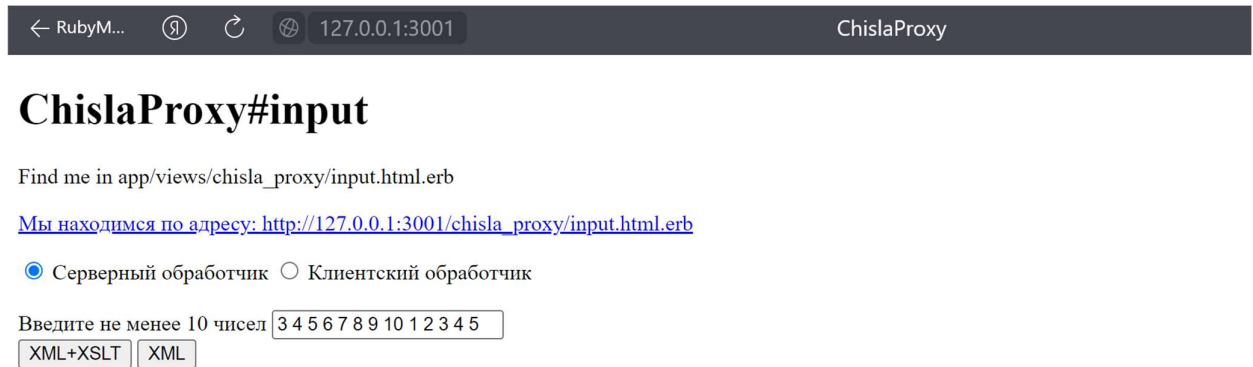 ← RubyM... Я 127.0.0.1:3001 ChislaProxy
ChislaProxy#input
Find me in app/views/chisla_proxy/input.html.erb
Мы находимся по адресу: http://127.0.0.1:3001/chisla_proxy/input.html.erb
Серверный обработчик Клиентский обработчик
Введите не менее 10 чисел 3 4 5 6 7 8 9 10 1 2 3 4 5
XML+XSLT XML